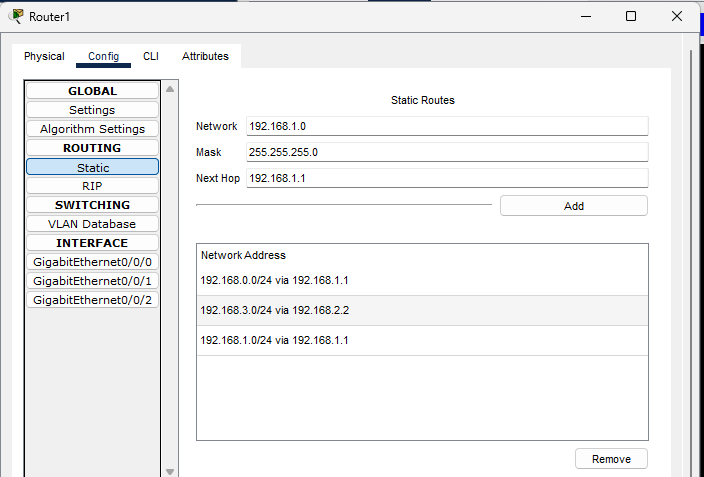 Router1
Physical Config CLI Attributes
GLOBAL
Settings
Algorithm Settings
ROUTING
Static
RIP
SWITCHING
VLAN Database
INTERFACE
GigabitEthernet0/0/0
GigabitEthernet0/0/1
GigabitEthernet0/0/2
Static Routes
Network 192.168.1.0
Mask 255.255.255.0
Next Hop 192.168.1.1
Add
Network Address
192.168.0.0/24 via 192.168.1.1
192.168.3.0/24 via 192.168.2.2
192.168.1.0/24 via 192.168.1.1
Remove